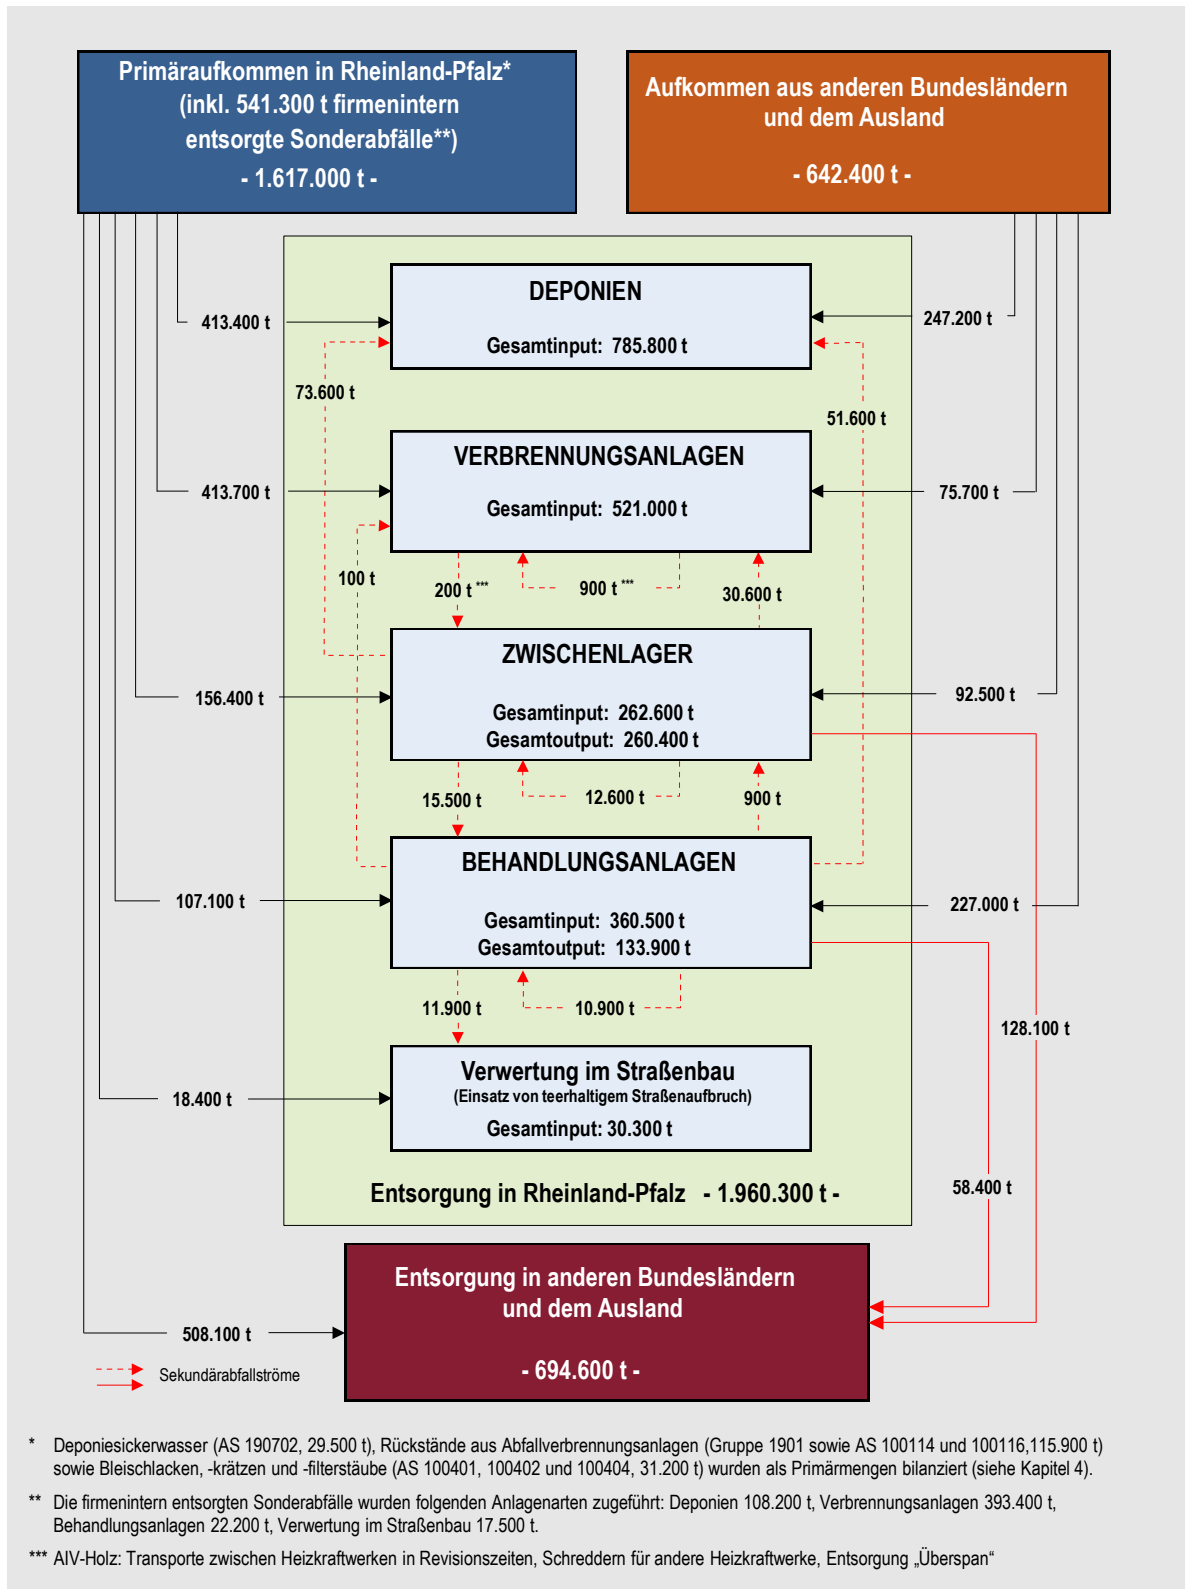 Primäraufkommen in Rheinland-Pfalz*
(inkl. 541.300 t firmenintern
entsorgte Sonderabfälle**)
- 1.617.000 t -
Aufkommen aus anderen Bundesländern
und dem Ausland
- 642.400 t -
DEPONIEN
Gesamtinput: 785.800 t
413.400 t
247.200 t
73.600 t
51.600 t
VERBRENNUNGSANLAGEN
Gesamtinput: 521.000 t
413.700 t
75.700 t
100 t
200 t ***
900 t ***
30.600 t
ZWISCHENLAGER
Gesamtinput: 262.600 t
Gesamtoutput: 260.400 t
156.400 t
92.500 t
15.500 t
12.600 t
900 t
BEHANDLUNGSANLAGEN
Gesamtinput: 360.500 t
Gesamtoutput: 133.900 t
107.100 t
227.000 t
11.900 t
10.900 t
128.100 t
Verwertung im Straßenbau
(Einsatz von teerhaltigem Straßenaufbruch)
Gesamtinput: 30.300 t
18.400 t
58.400 t
Entsorgung in Rheinland-Pfalz - 1.960.300 t -
Entsorgung in anderen Bundesländern
und dem Ausland
- 694.600 t -
508.100 t
Sekundärabfallströme
* Deponiesickerwasser (AS 190702, 29.500 t), Rückstände aus Abfallverbrennungsanlagen (Gruppe 1901 sowie AS 100114 und 100116,115.900 t)
sowie Bleischlacken, -krätzen und -filterstäube (AS 100401, 100402 und 100404, 31.200 t) wurden als Primärmengen bilanziert (siehe Kapitel 4).
** Die firmenintern entsorgten Sonderabfälle wurden folgenden Anlagenarten zugeführt: Deponien 108.200 t, Verbrennungsanlagen 393.400 t,
Behandlungsanlagen 22.200 t, Verwertung im Straßenbau 17.500 t.
*** AIV-Holz: Transporte zwischen Heizkraftwerken in Revisionszeiten, Schreddern für andere Heizkraftwerke, Entsorgung „Überspan“